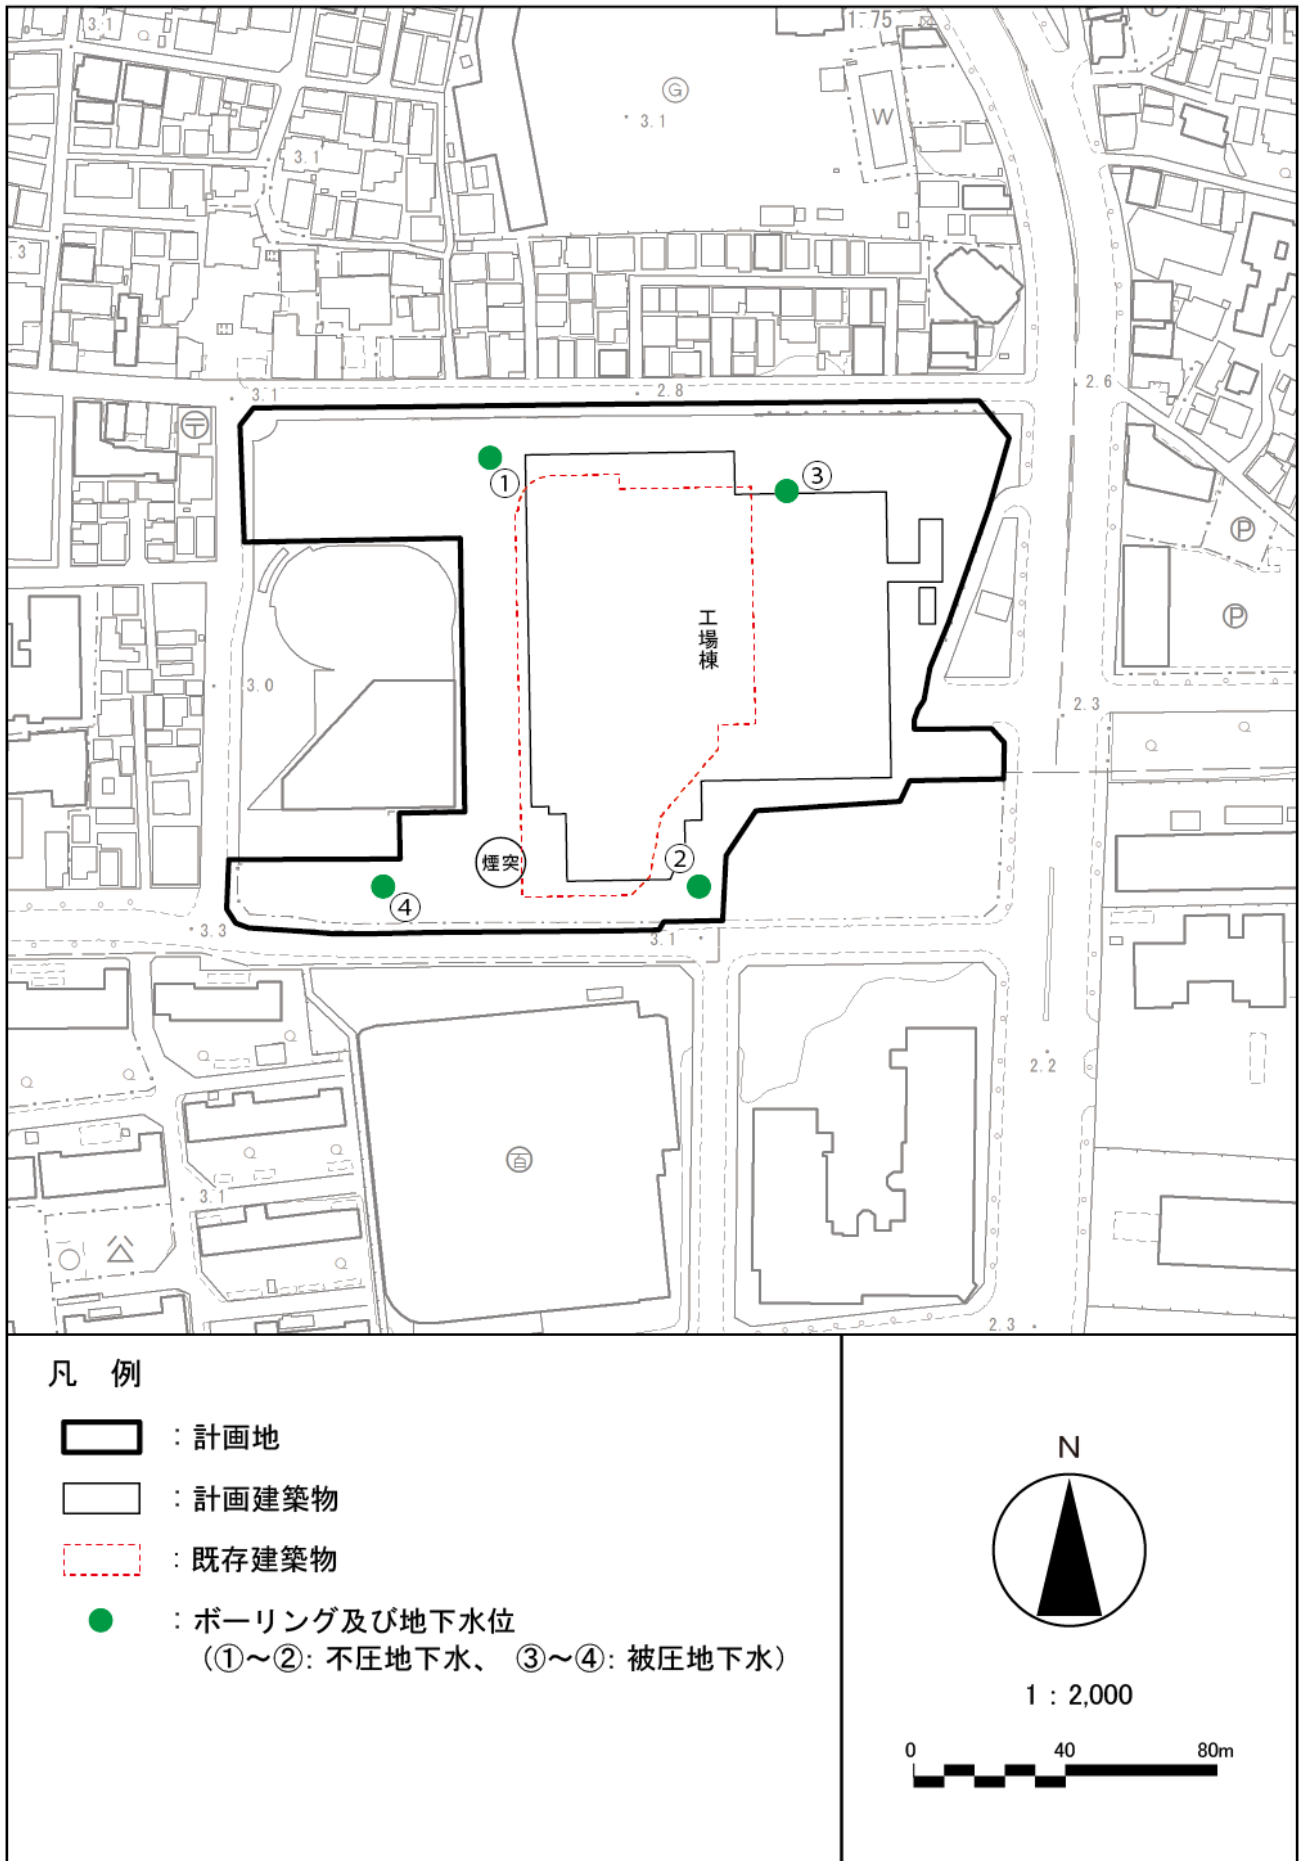 3.1
1.75
G
3.1
W
3.1
.3
3.1
2.8
2.6
〒
①
③
P
工場棟
P
3.0
2.3
煙突
②
④
3.3
3.1
2.2
百
3.1
2.3
凡 例
：計画地
：計画建築物
：既存建築物
：ボーリング及び地下水位
（①～②：不圧地下水、 ③～④：被圧地下水）
N
1：2,000
0 40 80m